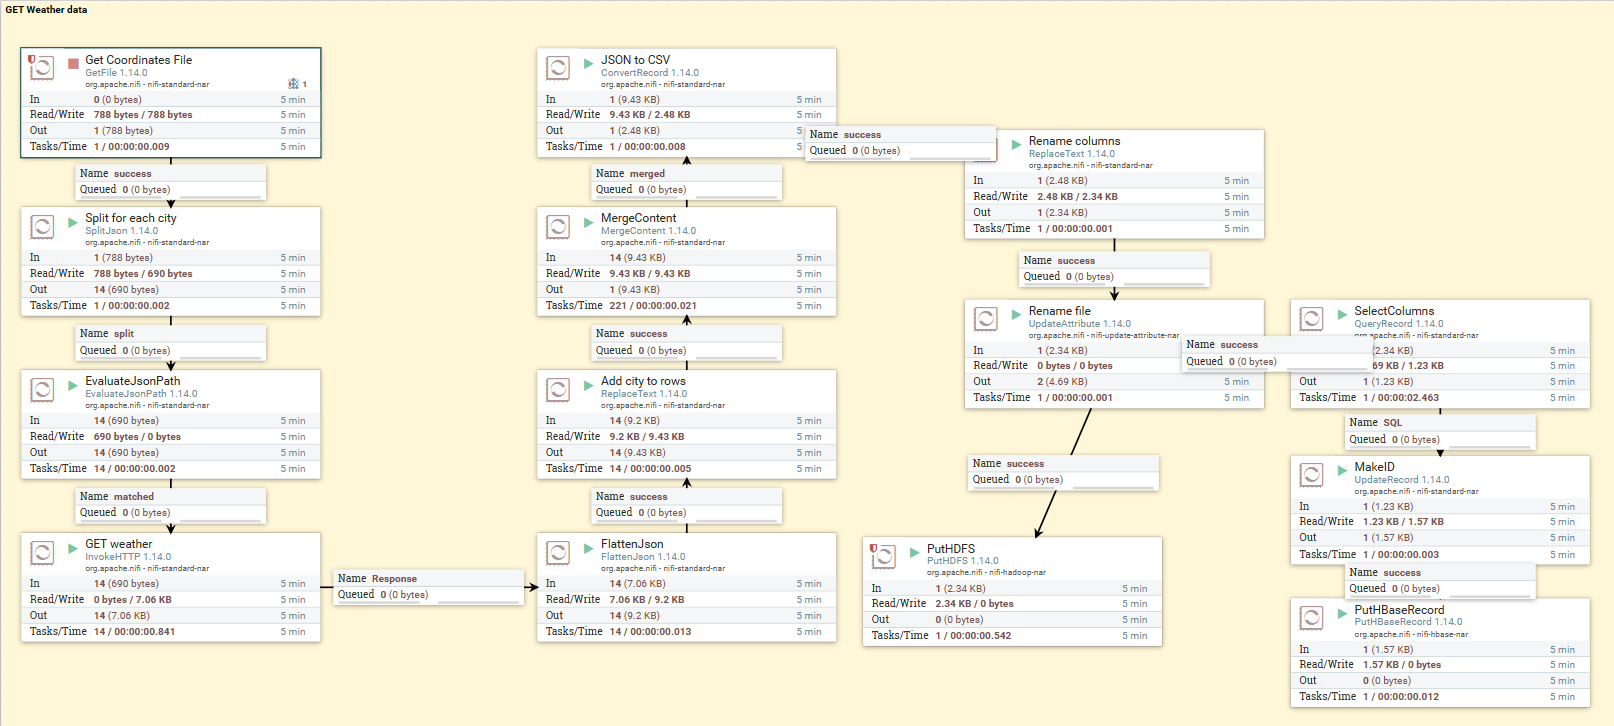 GET Weather data
Get Coordinates File
GetFile 1.14.0
org.apache.nifi - nifi-standard-nar
1
In 0 (0 bytes) 5 min
Read/Write 788 bytes / 788 bytes 5 min
Out 1 (788 bytes) 5 min
Tasks/Time 1 / 00:00:00.009 5 min
Name success
Queued 0 (0 bytes)
Split for each city
SplitJson 1.14.0
org.apache.nifi - nifi-standard-nar
In 1 (788 bytes) 5 min
Read/Write 788 bytes / 690 bytes 5 min
Out 14 (690 bytes) 5 min
Tasks/Time 1 / 00:00:00.002 5 min
Name split
Queued 0 (0 bytes)
EvaluateJsonPath
EvaluateJsonPath 1.14.0
org.apache.nifi - nifi-standard-nar
In 14 (690 bytes) 5 min
Read/Write 690 bytes / 0 bytes 5 min
Out 14 (690 bytes) 5 min
Tasks/Time 14 / 00:00:00.002 5 min
Name matched
Queued 0 (0 bytes)
GET weather
InvokeHTTP 1.14.0
org.apache.nifi - nifi-standard-nar
In 14 (690 bytes) 5 min
Read/Write 0 bytes / 7.06 KB 5 min
Out 14 (7.06 KB) 5 min
Tasks/Time 14 / 00:00:00.841 5 min
Name Response
Queued 0 (0 bytes)
JSON to CSV
ConvertRecord 1.14.0
org.apache.nifi - nifi-standard-nar
In 1 (9.43 KB) 5 min
Read/Write 9.43 KB / 2.48 KB 5 min
Out 1 (2.48 KB) 5
Tasks/Time 1 / 00:00:00.008 5
Name merged
Queued 0 (0 bytes)
MergeContent
MergeContent 1.14.0
org.apache.nifi - nifi-standard-nar
In 14 (9.43 KB) 5 min
Read/Write 9.43 KB / 9.43 KB 5 min
Out 1 (9.43 KB) 5 min
Tasks/Time 221 / 00:00:00.021 5 min
Name success
Queued 0 (0 bytes)
Add city to rows
ReplaceText 1.14.0
org.apache.nifi - nifi-standard-nar
In 14 (9.2 KB) 5 min
Read/Write 9.2 KB / 9.43 KB 5 min
Out 14 (9.43 KB) 5 min
Tasks/Time 14 / 00:00:00.005 5 min
Name success
Queued 0 (0 bytes)
FlattenJson
FlattenJson 1.14.0
org.apache.nifi - nifi-standard-nar
In 14 (7.06 KB) 5 min
Read/Write 7.06 KB / 9.2 KB 5 min
Out 14 (9.2 KB) 5 min
Tasks/Time 14 / 00:00:00.013 5 min
Name success
Queued 0 (0 bytes)
Rename columns
ReplaceText 1.14.0
org.apache.nifi - nifi-standard-nar
In 1 (2.48 KB) 5 min
Read/Write 2.48 KB / 2.34 KB 5 min
Out 1 (2.34 KB) 5 min
Tasks/Time 1 / 00:00:00.001 5 min
Name success
Queued 0 (0 bytes)
Rename file
UpdateAttribute 1.14.0
org.apache.nifi - nifi-update-attribute-nar
In 1 (2.34 KB)
Read/Write 0 bytes / 0 bytes
Out 2 (4.69 KB) 5 min
Tasks/Time 1 / 00:00:00.001 5 min
Name success
Queued 0 (0 bytes)
Name success
Queued 0 (0 bytes)
PutHDFS
PutHDFS 1.14.0
org.apache.nifi - nifi-hadoop-nar
In 1 (2.34 KB) 5 min
Read/Write 2.34 KB / 0 bytes 5 min
Out 0 (0 bytes) 5 min
Tasks/Time 1 / 00:00:00.542 5 min
SelectColumns
QueryRecord 1.14.0
org.apache.nifi - nifi-standard-nar
2.34 KB) 5 min
69 KB / 1.23 KB 5 min
Out 1 (1.23 KB) 5 min
Tasks/Time 1 / 00:00:02.463 5 min
Name SQL
Queued 0 (0 bytes)
MakeID
UpdateRecord 1.14.0
org.apache.nifi - nifi-standard-nar
In 1 (1.23 KB) 5 min
Read/Write 1.23 KB / 1.57 KB 5 min
Out 1 (1.57 KB) 5 min
Tasks/Time 1 / 00:00:00.003 5 min
Name success
Queued 0 (0 bytes)
PutHBaseRecord
PutHBaseRecord 1.14.0
org.apache.nifi - nifi-hbase-nar
In 1 (1.57 KB) 5 min
Read/Write 1.57 KB / 0 bytes 5 min
Out 0 (0 bytes) 5 min
Tasks/Time 1 / 00:00:00.012 5 min